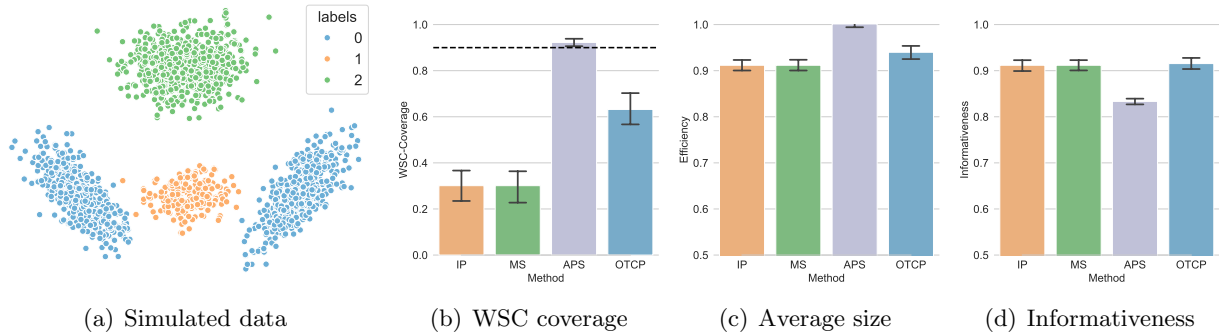 labels
0
1
2
(a) Simulated data
1.0
0.8
0.6
0.4
0.2
0.0
WSC-Coverage
IP MS APS OTCP
Method
(b) WSC coverage
1.0
0.9
0.8
0.7
0.6
0.5
Efficiency
IP MS APS OTCP
Method
(c) Average size
1.0
0.9
0.8
0.7
0.6
0.5
Informativeness
IP MS APS OTCP
Method
(d) Informativeness